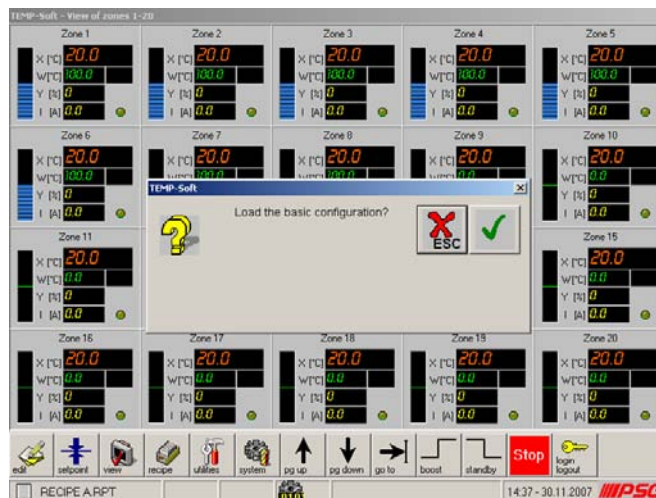 TEMP-Soft - View of zones 1-20
Zone 1 Zone 2 Zone 3 Zone 4 Zone 5
X [°C] 20.0 X [°C] 20.0 X [°C] 20.0 X [°C] 20.0 X [°C] 20.0
W[°C] 100.0 W[°C] 100.0 W[°C] 100.0 W[°C] 100.0 W[°C] 100.0
Y [%] 0 Y [%] 0 Y [%] 0 Y [%] 0 Y [%] 0
I [A] 0.0 I [A] 0.0 I [A] 0.0 I [A] 0.0 I [A] 0.0
Zone 6 Zone 7 Zone 8 Zone 9 Zone 10
X [°C] 20.0 X [°C] 20.0 X [°C] 20.0 X [°C] 20.0 X [°C] 20.0
W[°C] 100.0 W[°C] 100.0 W[°C] 100.0 W[°C] 100.0 W[°C] 0.0
Y [%] 0 Y [%] 0
I [A] 0.0 I [A] 0.0
TEMP-Soft
Load the basic configuration?
ESC
Zone 11 Zone 15
X [°C] 20.0 X [°C] 20.0
W[°C] 0.0 W[°C] 0.0
Y [%] 0 Y [%] 0
I [A] 0.0 I [A] 0.0
Zone 16 Zone 17 Zone 18 Zone 19 Zone 20
X [°C] 20.0 X [°C] 20.0 X [°C] 20.0 X [°C] 20.0 X [°C] 20.0
W[°C] 0.0 W[°C] 0.0 W[°C] 0.0 W[°C] 0.0 W[°C] 0.0
Y [%] 0 Y [%] 0 Y [%] 0 Y [%] 0 Y [%] 0
I [A] 0.0 I [A] 0.0 I [A] 0.0 I [A] 0.0 I [A] 0.0
edit setpoint view recipe utilities system pg up pg down go to boost standby Stop login logout
RECIPE A.RPT 0101 14:37 - 30.11.2007 PSG